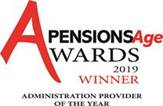 PENSIONSAge
AWARDS
2019
WINNER
ADMINISTRATION PROVIDER
OF THE YEAR